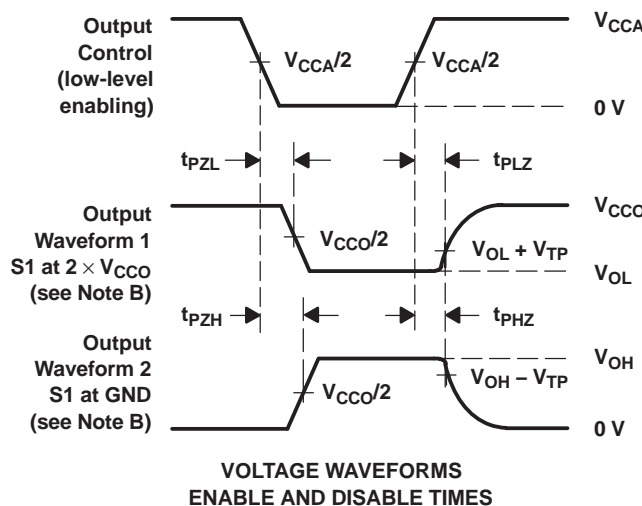 Output
Control
(low-level
enabling)
V_CCA/2
V_CCA/2
V_CCA
0 V
t_PZL
t_PLZ
Output
Waveform 1
S1 at 2 × V_CCO
(see Note B)
V_CCO/2
V_CCO
V_OL + V_TP
V_OL
t_PZH
t_PHZ
Output
Waveform 2
S1 at GND
(see Note B)
V_CCO/2
V_OH
V_OH − V_TP
0 V
VOLTAGE WAVEFORMS
ENABLE AND DISABLE TIMES